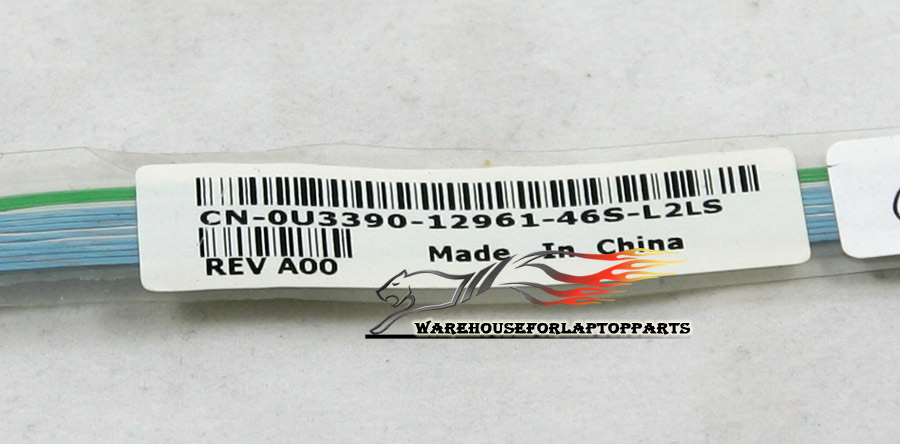 CN-0U3390-12961-46S-L2LS
Made In China
REV A00
WAREHOUSEFORLAPTOPPARTS